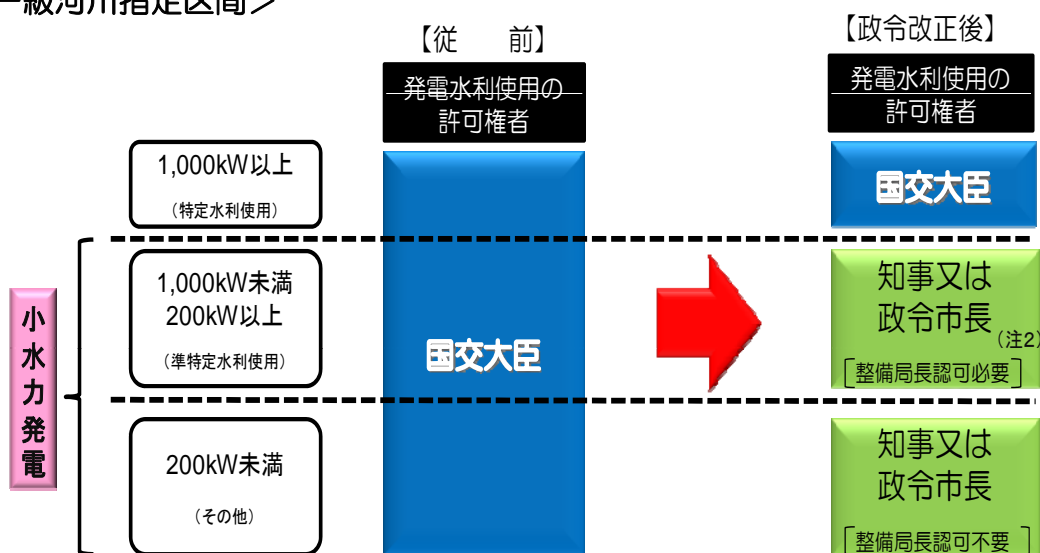 一級河川指定区間＞
【従　　前】
【政令改正後】
発電水利使用の
許可権者
発電水利使用の
許可権者
1,000kW以上
（特定水利使用）
国交大臣
小水力発電
1,000kW未満
200kW以上
（準特定水利使用）
国交大臣
知事又は
政令市長
（注2）
［整備局長認可必要］
200kW未満
（その他）
知事又は
政令市長
［整備局長認可不要　］